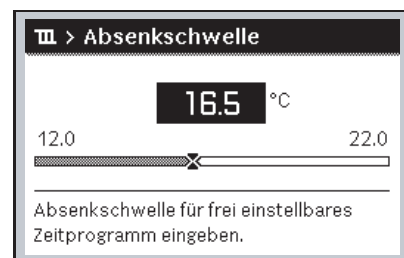 > Absenkschwelle
16.5 °C
12.0 22.0
Absenkschwelle für frei einstellbares
Zeitprogramm eingeben.